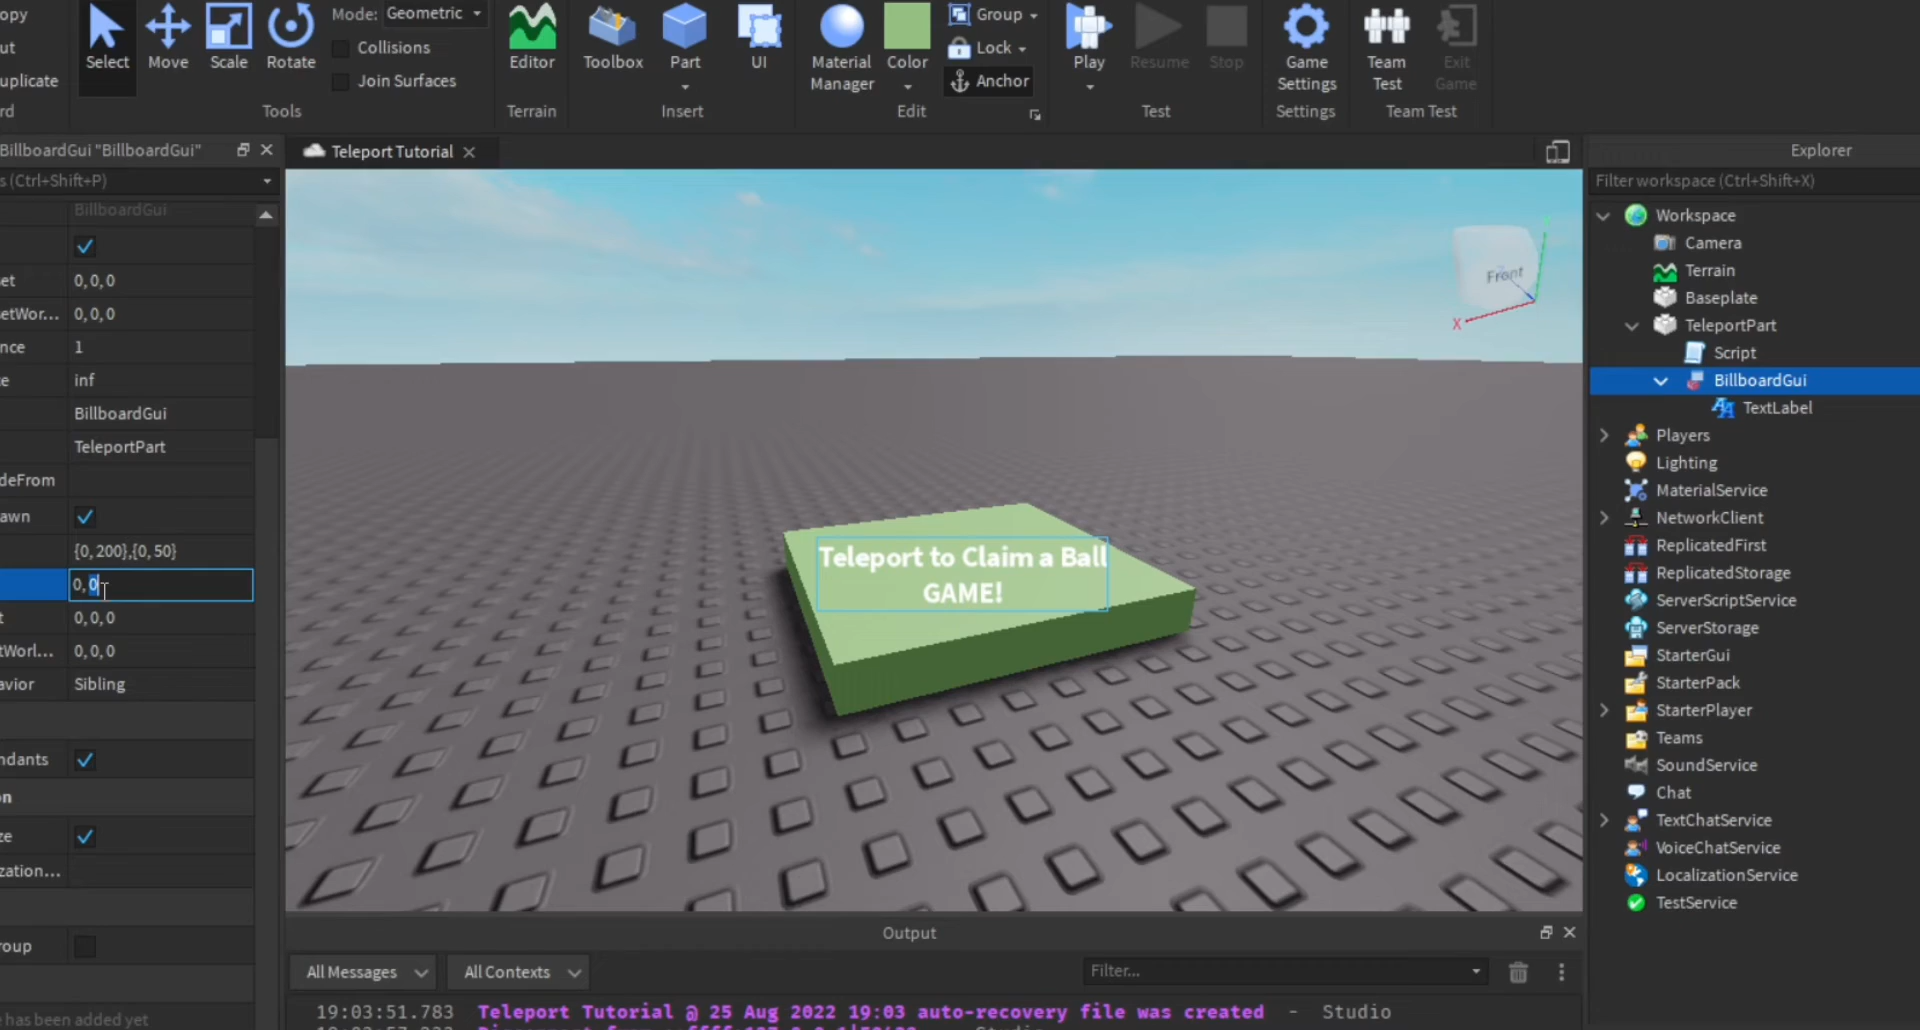 opy
ut
uplicate
rd
Select
Move
Scale
Rotate
Mode: Geometric
Collisions
Join Surfaces
Tools
Editor
Terrain
Toolbox
Part
UI
Insert
Material Manager
Color
Group
Lock
Anchor
Edit
Play
Resume
Stop
Test
Game Settings
Settings
Team Test
Exit Game
Team Test
BillboardGui "BillboardGui"
s (Ctrl+Shift+P)
BillboardGui
et 0, 0, 0
etWor... 0, 0, 0
nce 1
e inf
BillboardGui
TeleportPart
deFrom
awn
{0, 200},{0, 50}
0, 0
t 0, 0, 0
tWorl... 0, 0, 0
avior Sibling
ndants
on
ze
zation...
roup
e has been added yet
Teleport Tutorial
Front
X
Teleport to Claim a Ball
GAME!
Output
All Messages
All Contexts
Filter...
19:03:51.783 Teleport Tutorial @ 25 Aug 2022 19:03 auto-recovery file was created - Studio
Explorer
Filter workspace (Ctrl+Shift+X)
Workspace
Camera
Terrain
Baseplate
TeleportPart
Script
BillboardGui
TextLabel
Players
Lighting
MaterialService
NetworkClient
ReplicatedFirst
ReplicatedStorage
ServerScriptService
ServerStorage
StarterGui
StarterPack
StarterPlayer
Teams
SoundService
Chat
TextChatService
VoiceChatService
LocalizationService
TestService